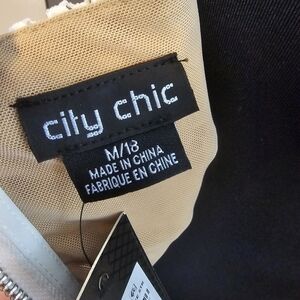 city chic
M/18
MADE IN CHINA
FABRIQUE EN CHINE